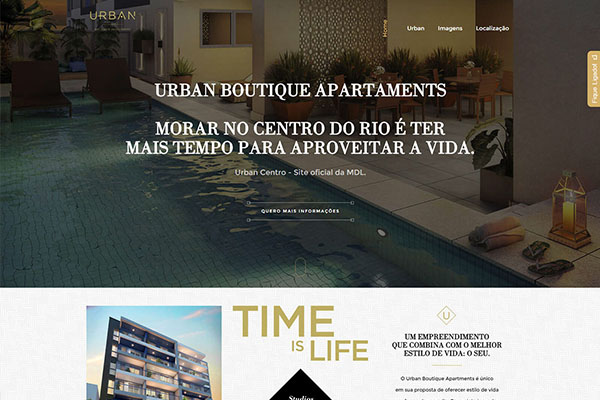 URBAN
Home
Urban
Imagens
Localização
Fique Ligado!
URBAN BOUTIQUE APARTAMENTS
MORAR NO CENTRO DO RIO É TER
MAIS TEMPO PARA APROVEITAR A VIDA.
Urban Centro - Site oficial da MDL.
QUERO MAIS INFORMAÇÕES
TIME
IS LIFE
Studios
U
UM EMPREENDIMENTO
QUE COMBINA COM O MELHOR
ESTILO DE VIDA: O SEU.
O Urban Boutique Apartments é único
em sua proposta de oferecer estilo de vida